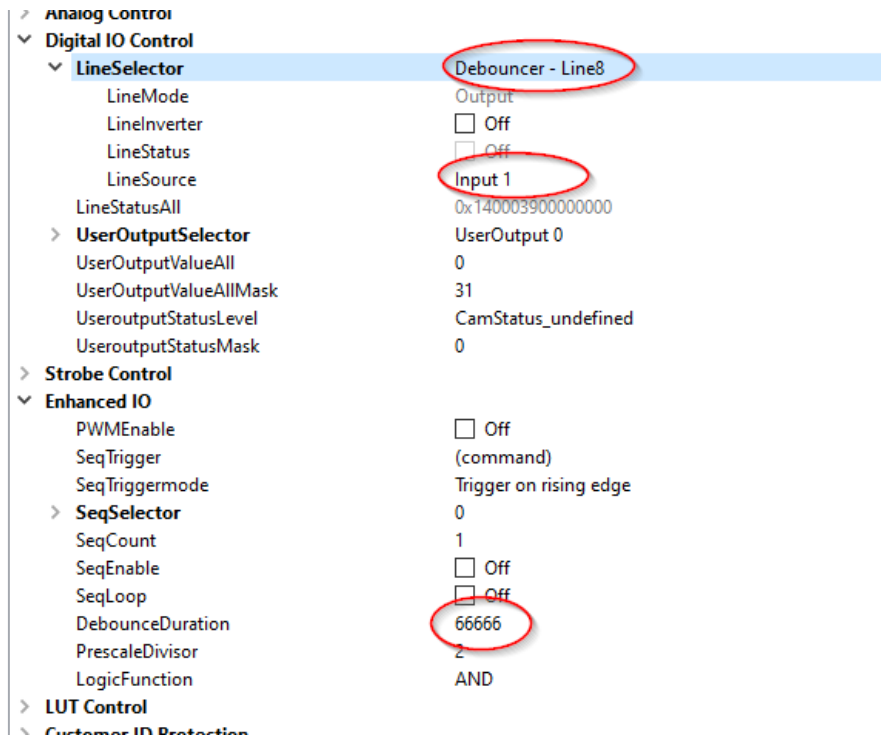 Analog Control
Digital IO Control
LineSelector Debouncer - Line8
LineMode Output
LineInverter Off
LineStatus Off
LineSource Input 1
LineStatusAll 0x140003900000000
UserOutputSelector UserOutput 0
UserOutputValueAll 0
UserOutputValueAllMask 31
UseroutputStatusLevel CamStatus_undefined
UseroutputStatusMask 0
Strobe Control
Enhanced IO
PWMEnable Off
SeqTrigger (command)
SeqTriggermode Trigger on rising edge
SeqSelector 0
SeqCount 1
SeqEnable Off
SeqLoop Off
DebounceDuration 66666
PrescaleDivisor 2
LogicFunction AND
LUT Control
Customer ID Protection